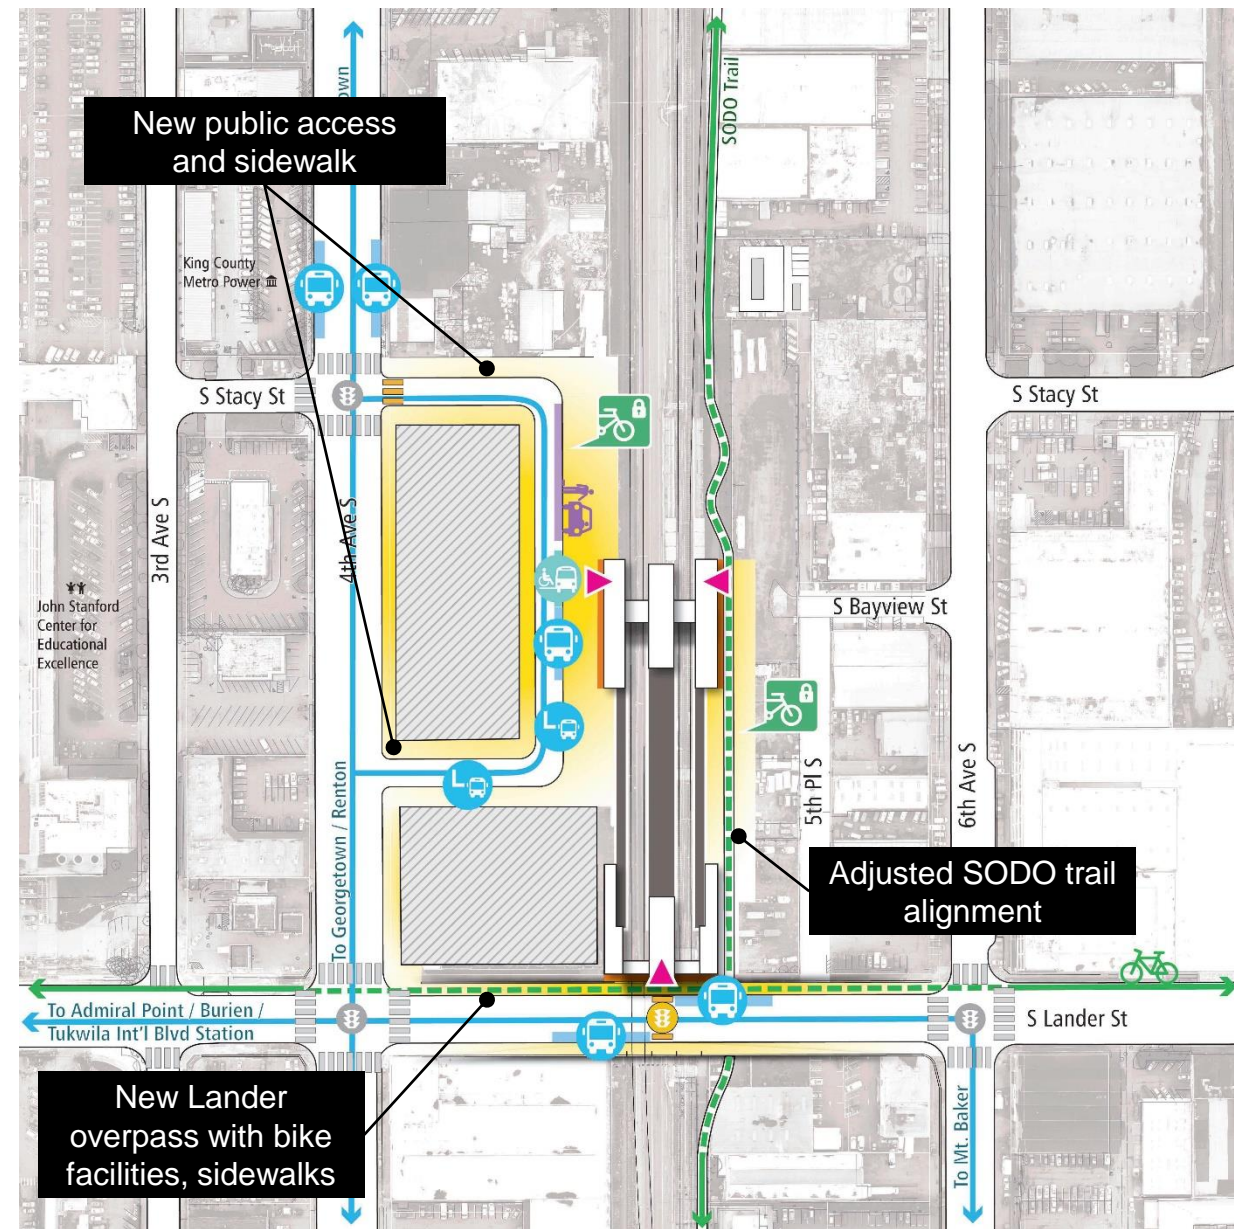 own
SODO Trail
New public access
and sidewalk
King County
Metro Power
S Stacy St
S Stacy St
3rd Ave S
4th Ave S
John Stanford
Center for
Educational
Excellence
S Bayview St
L
L
5th Pl S
6th Ave S
To Georgetown / Renton
Adjusted SODO trail
alignment
To Admiral Point / Burien /
Tukwila Int'l Blvd Station
S Lander St
New Lander
overpass with bike
facilities, sidewalks
To Mt. Baker